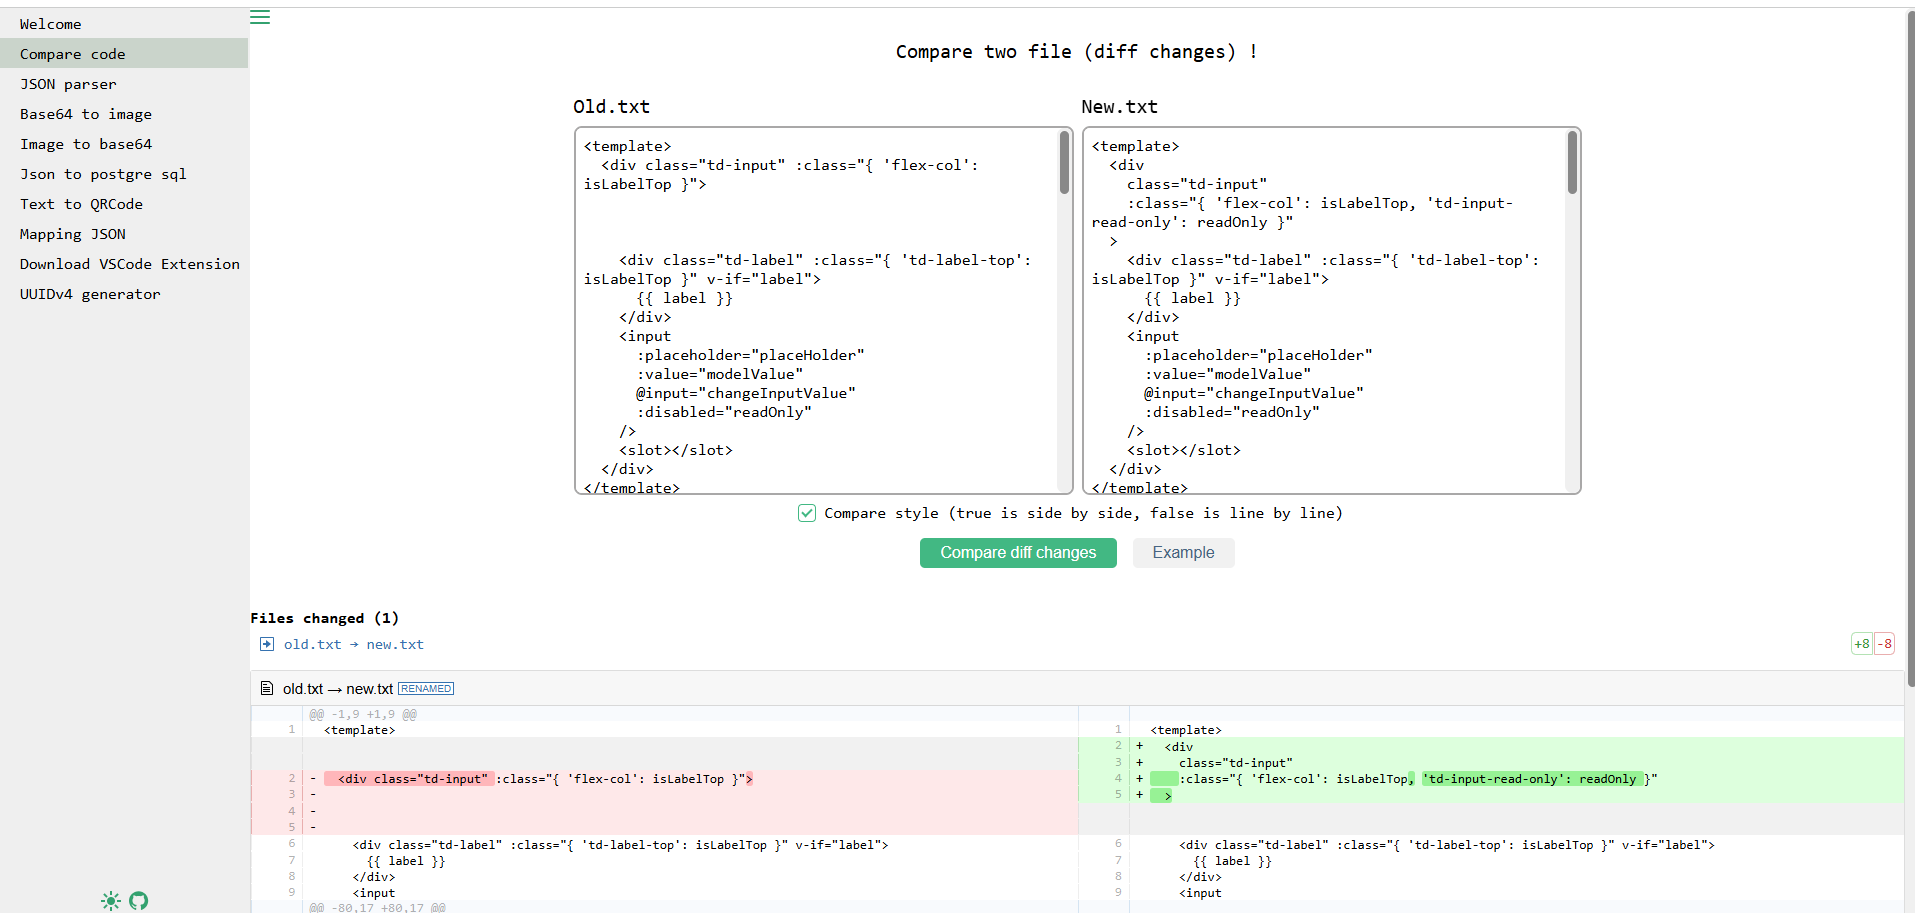 Welcome
Compare code
JSON parser
Base64 to image
Image to base64
Json to postgre sql
Text to QRCode
Mapping JSON
Download VSCode Extension
UUIDv4 generator
Compare two file (diff changes) !
Old.txt
<template>
  <div class="td-input" :class="{ 'flex-col':
isLabelTop }">
    <div class="td-label" :class="{ 'td-label-top':
isLabelTop }" v-if="label">
      {{ label }}
    </div>
    <input
      :placeholder="placeHolder"
      :value="modelValue"
      @input="changeInputValue"
      :disabled="readOnly"
    />
    <slot></slot>
  </div>
</template>
New.txt
<template>
  <div
    class="td-input"
    :class="{ 'flex-col': isLabelTop, 'td-input-
read-only': readOnly }"
  >
    <div class="td-label" :class="{ 'td-label-top':
isLabelTop }" v-if="label">
      {{ label }}
    </div>
    <input
      :placeholder="placeHolder"
      :value="modelValue"
      @input="changeInputValue"
      :disabled="readOnly"
    />
    <slot></slot>
  </div>
</template>
Compare style (true is side by side, false is line by line)
Compare diff changes
Example
Files changed (1)
old.txt → new.txt
+8 -8
old.txt → new.txt RENAMED
@@ -1,9 +1,9 @@
1 <template>
2 -   <div class="td-input" :class="{ 'flex-col': isLabelTop }">
3 -
4 -
5 -
6     <div class="td-label" :class="{ 'td-label-top': isLabelTop }" v-if="label">
7       {{ label }}
8     </div>
9     <input
@@ -80,17 +80,17 @@
1 <template>
2 +   <div
3 +     class="td-input"
4 +     :class="{ 'flex-col': isLabelTop, 'td-input-read-only': readOnly }"
5 +   >
6     <div class="td-label" :class="{ 'td-label-top': isLabelTop }" v-if="label">
7       {{ label }}
8     </div>
9     <input